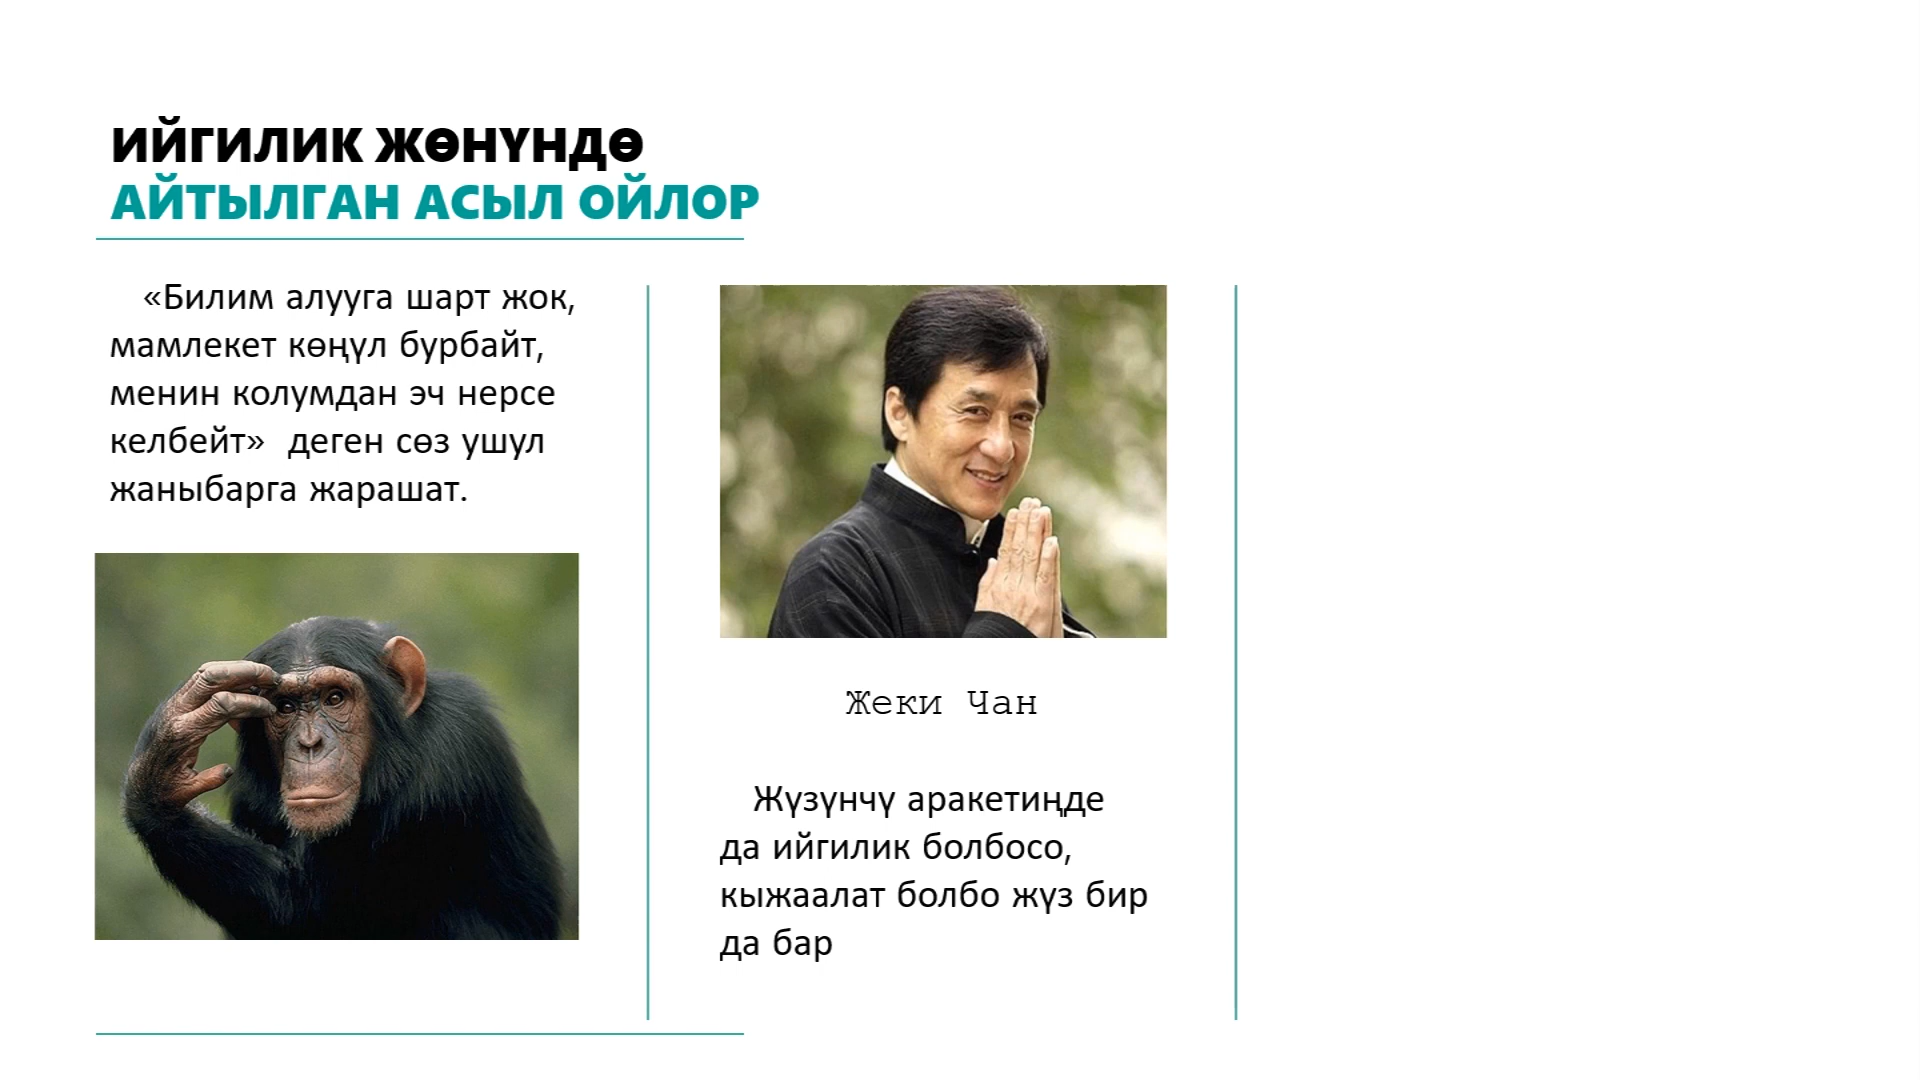 ИЙГИЛИК ЖӨНҮНДӨ
АЙТЫЛГАН АСЫЛ ОЙЛОР
«Билим алууга шарт жок,
мамлекет көңүл бурбайт,
менин колумдан эч нерсе
келбейт»  деген сөз ушул
жаныбарга жарашат.
Жеки Чан
Жүзүнчү аракетиңде
да ийгилик болбосо,
кыжаалат болбо жүз бир
да бар